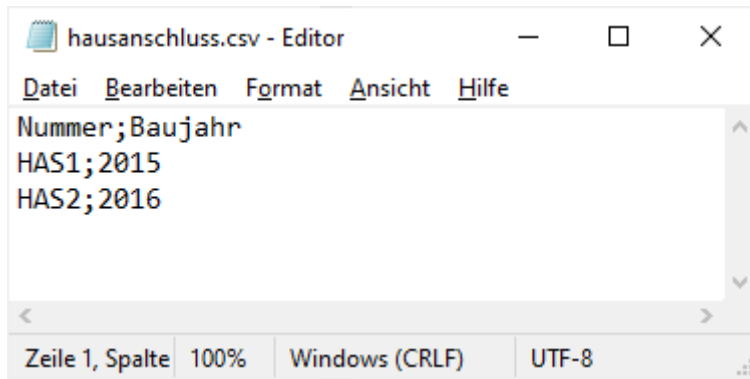 hausanschluss.csv - Editor
Datei Bearbeiten Format Ansicht Hilfe
Nummer;Baujahr
HAS1;2015
HAS2;2016
Zeile 1, Spalte 100% Windows (CRLF) UTF-8